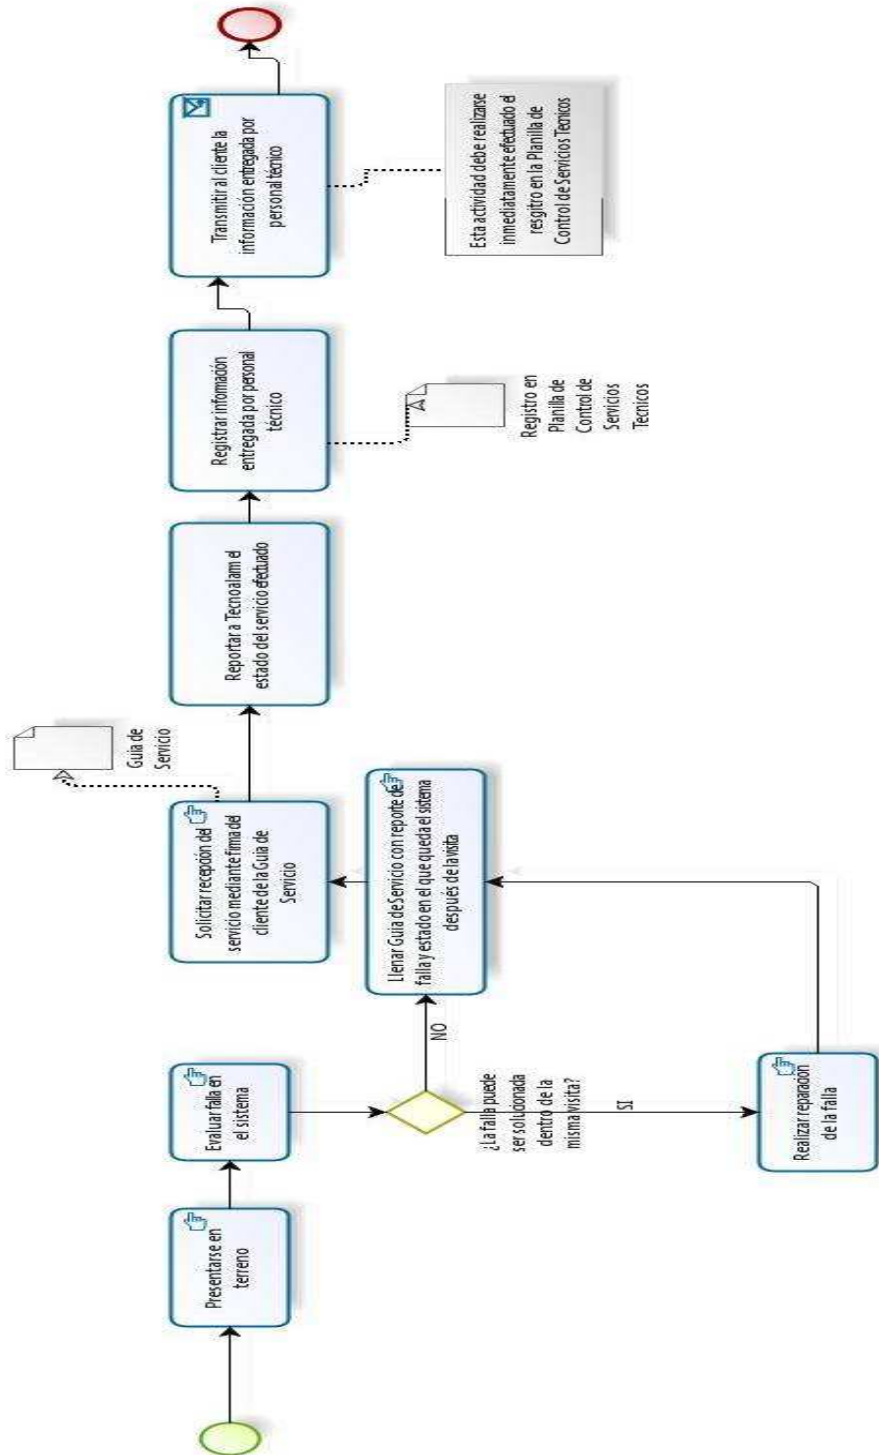 Presentarse en
terreno
Evaluar falla en
el sistema
¿La falla puede
ser solucionada
dentro de la
misma visita?
NO
SI
Realizar reparacion
de la falla
Llenar Guia de Servicio con reporte de
falla y estado en el que queda el sistema
después de la visita
Solicitar recepción del
servicio mediante firma del
cliente de la Guia de
Servicio
Guia de
Servicio
Reportar a Tecnoalarm el
estado del servicio efectuado
Registrar información
entregada por personal
técnico
Registro en
Planilla de
Control de
Servicios
Tecnicos
Transmitir al cliente la
información entregada por
personal técnico
Esta actividad debe realizarse
inmediatamente efectuado el
resgitro en la Planilla de
Control de Servicios Tecnicos